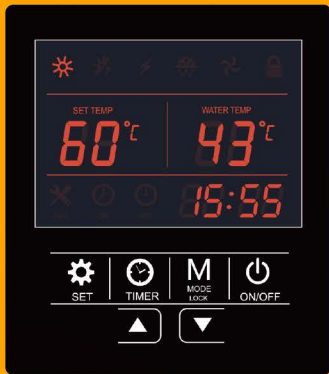 SET TEMP WATER TEMP
60°C 43°C
15:55
SET TIMER M MODE LOCK ON/OFF